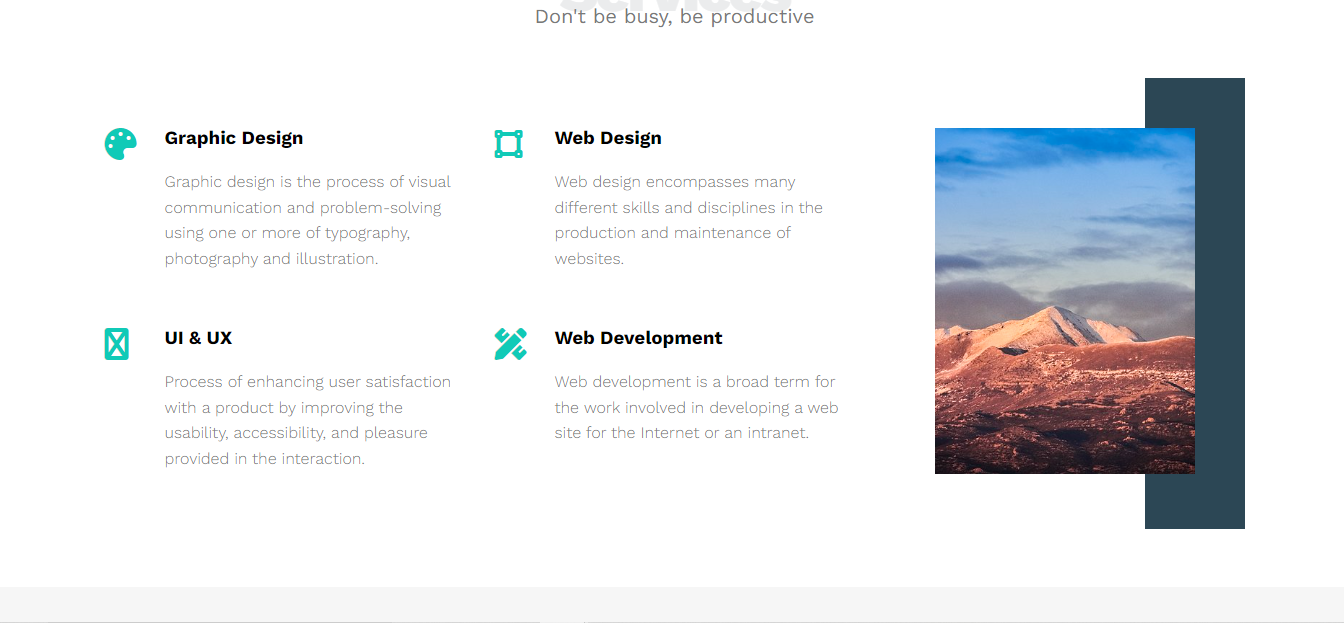 Services
Don't be busy, be productive
Graphic Design
Graphic design is the process of visual
communication and problem-solving
using one or more of typography,
photography and illustration.
Web Design
Web design encompasses many
different skills and disciplines in the
production and maintenance of
websites.
UI & UX
Process of enhancing user satisfaction
with a product by improving the
usability, accessibility, and pleasure
provided in the interaction.
Web Development
Web development is a broad term for
the work involved in developing a web
site for the Internet or an intranet.